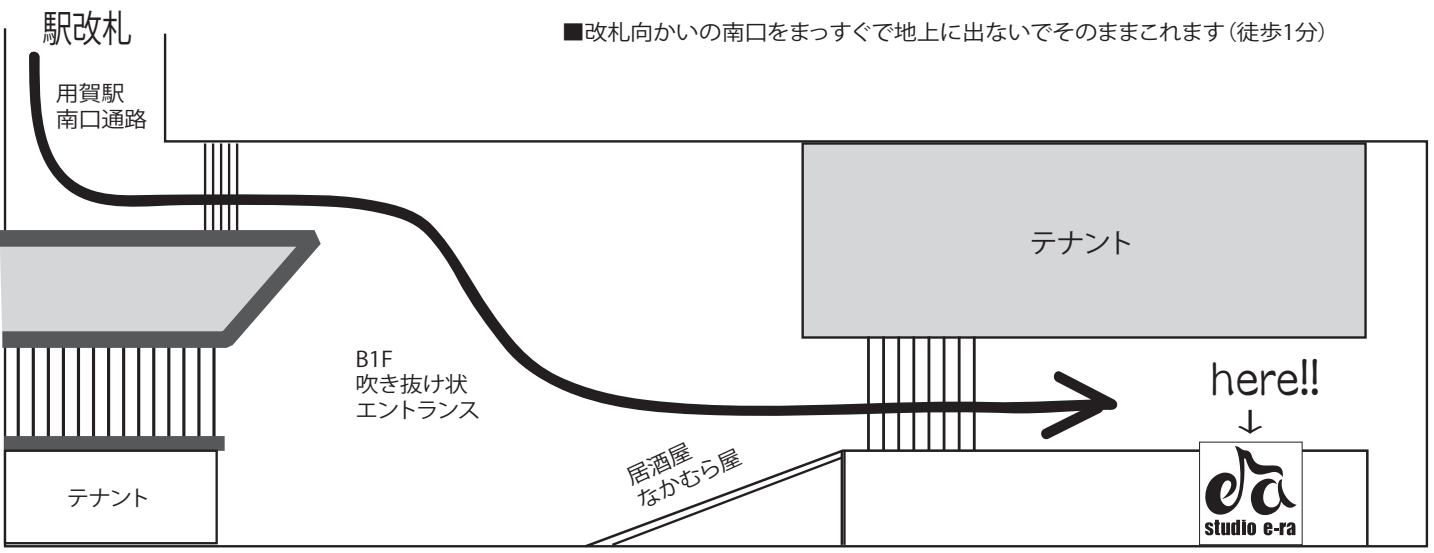 駅改札
■改札向かいの南口をまっすぐで地上に出ないでそのままこれます(徒歩1分)
用賀駅
南口通路
テナント
B1F
吹き抜け状
エントランス
here!!
↓
居酒屋
なかむら屋
テナント
era
studio e-ra